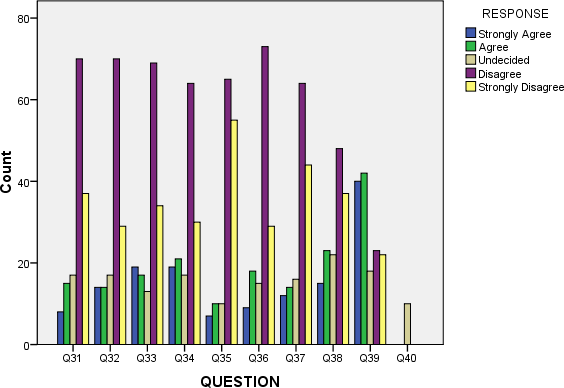 RESPONSE
Strongly Agree
Agree
Undecided
Disagree
Strongly Disagree
Count
80
60
40
20
0
Q31 Q32 Q33 Q34 Q35 Q36 Q37 Q38 Q39 Q40
QUESTION